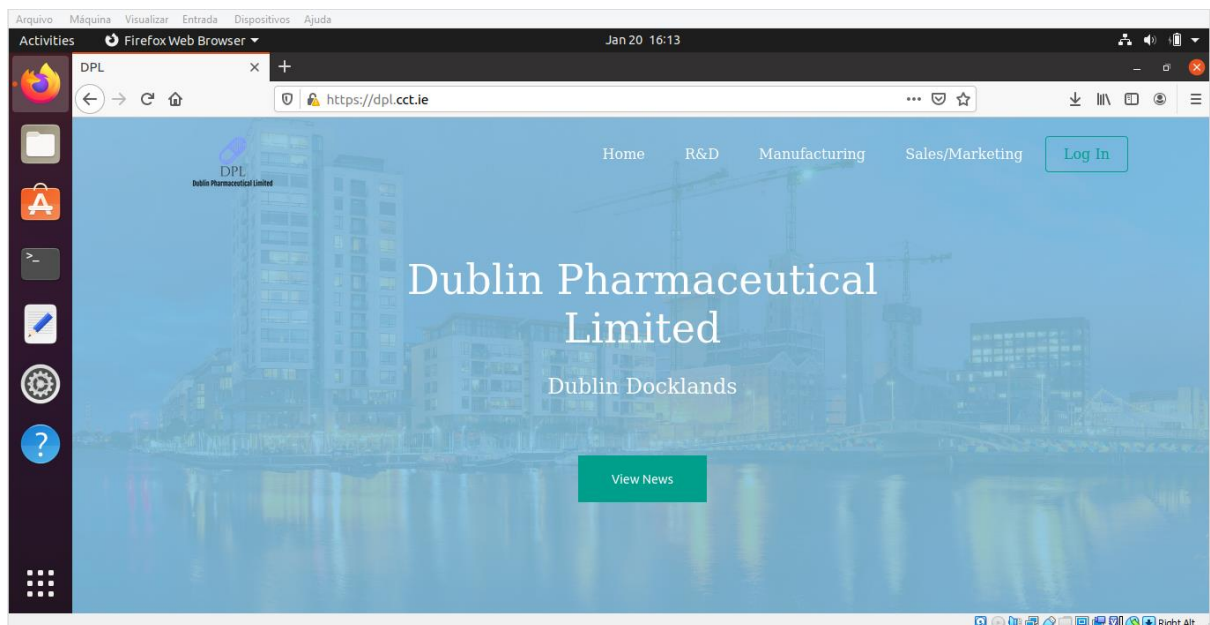 Arquivo Máquina Visualizar Entrada Dispositivos Ajuda
Activities Firefox Web Browser Jan 20 16:13
DPL
https://dpl.cct.ie
DPL
Dublin Pharmaceutical Limited
Home R&D Manufacturing Sales/Marketing Log In
Dublin Pharmaceutical
Limited
Dublin Docklands
View News
Right Alt